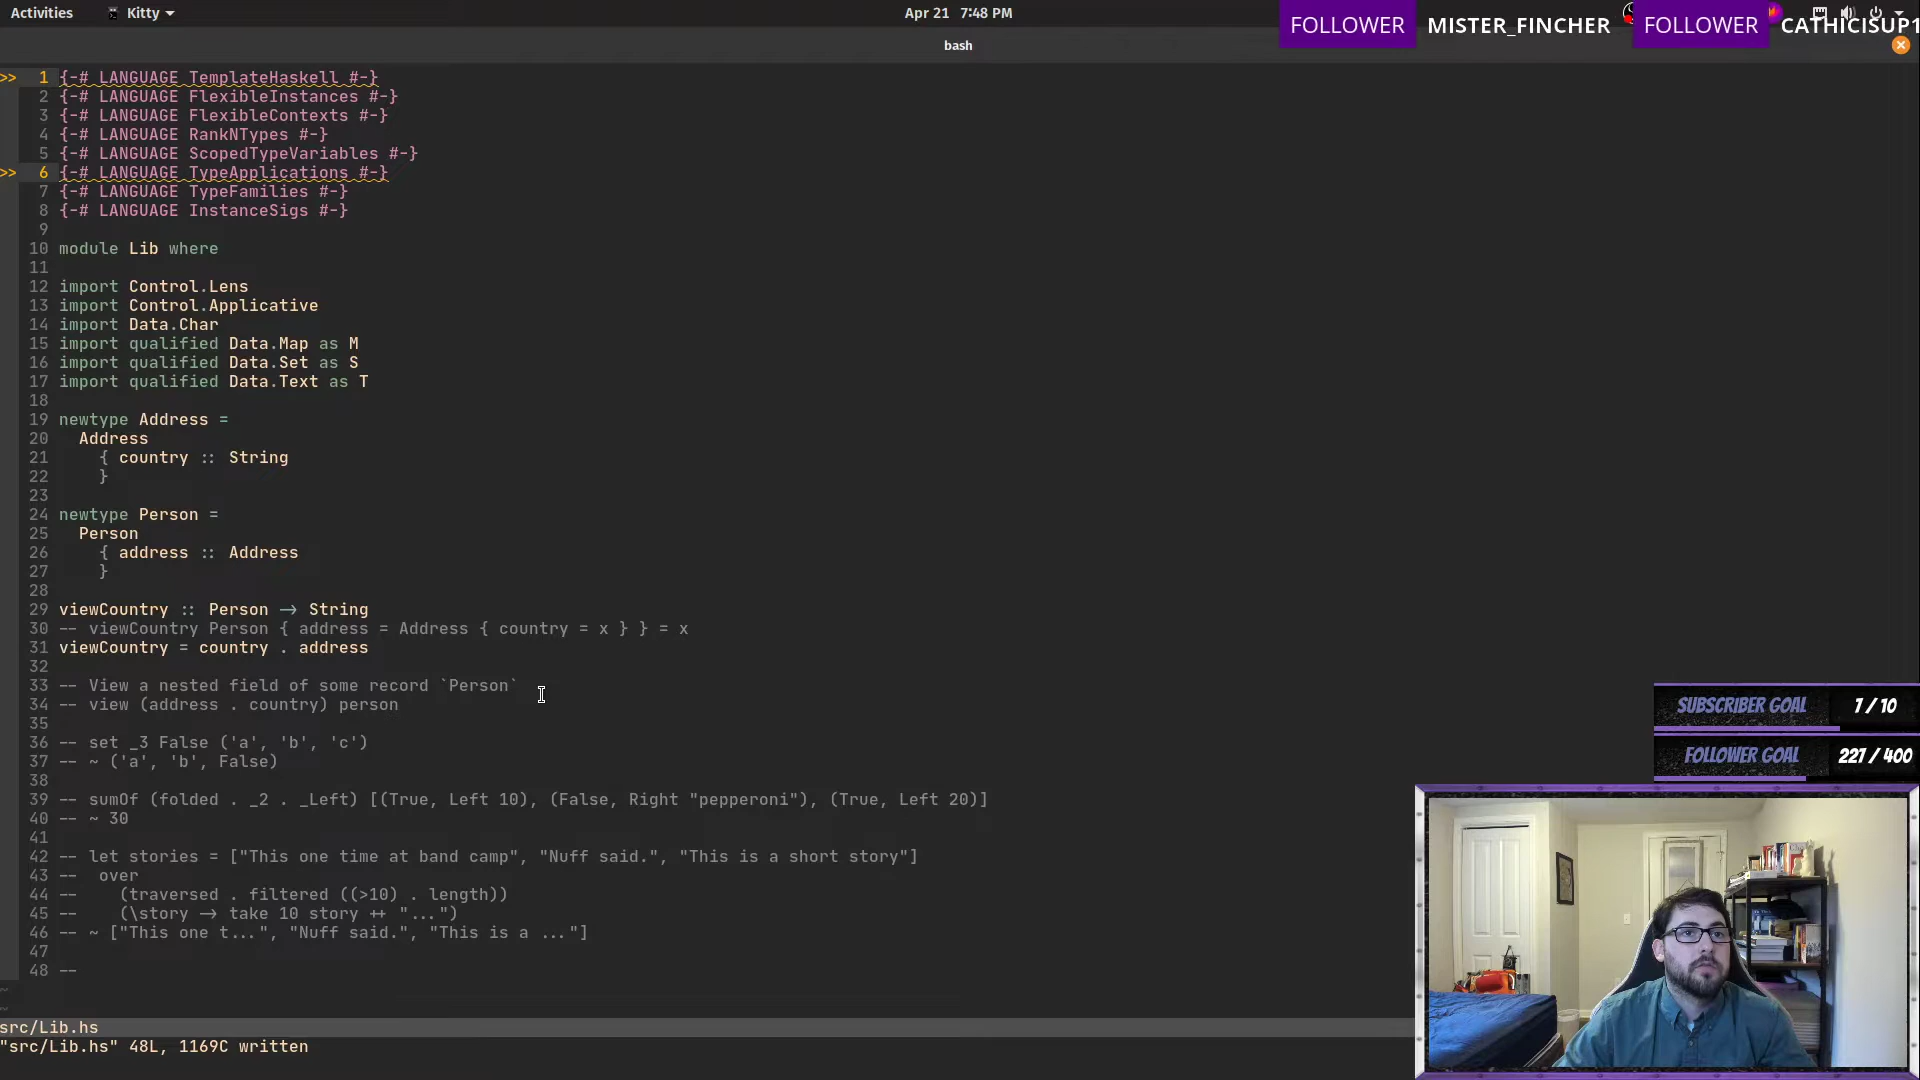 Activities Kitty Apr 21 7:48 PM
FOLLOWER MISTER_FINCHER FOLLOWER CATHICISUP1
bash
>> 1 {-# LANGUAGE TemplateHaskell #-}
2 {-# LANGUAGE FlexibleInstances #-}
3 {-# LANGUAGE FlexibleContexts #-}
4 {-# LANGUAGE RankNTypes #-}
5 {-# LANGUAGE ScopedTypeVariables #-}
>> 6 {-# LANGUAGE TypeApplications #-}
7 {-# LANGUAGE TypeFamilies #-}
8 {-# LANGUAGE InstanceSigs #-}
9
10 module Lib where
11
12 import Control.Lens
13 import Control.Applicative
14 import Data.Char
15 import qualified Data.Map as M
16 import qualified Data.Set as S
17 import qualified Data.Text as T
18
19 newtype Address =
20 Address
21 { country :: String
22 }
23
24 newtype Person =
25 Person
26 { address :: Address
27 }
28
29 viewCountry :: Person -> String
30 -- viewCountry Person { address = Address { country = x } } = x
31 viewCountry = country . address
32
33 -- View a nested field of some record `Person`
34 -- view (address . country) person
35
36 -- set _3 False ('a', 'b', 'c')
37 -- ~ ('a', 'b', False)
38
39 -- sumOf (folded . _2 . _Left) [(True, Left 10), (False, Right "pepperoni"), (True, Left 20)]
40 -- ~ 30
41
42 -- let stories = ["This one time at band camp", "Nuff said.", "This is a short story"]
43 -- over
44 -- (traversed . filtered ((>10) . length))
45 -- (\story -> take 10 story ++ "...")
46 -- ~ ["This one t...", "Nuff said.", "This is a ..."]
47
48 --
~
~
src/Lib.hs
"src/Lib.hs" 48L, 1169C written
SUBSCRIBER GOAL 7 / 10
FOLLOWER GOAL 227 / 400